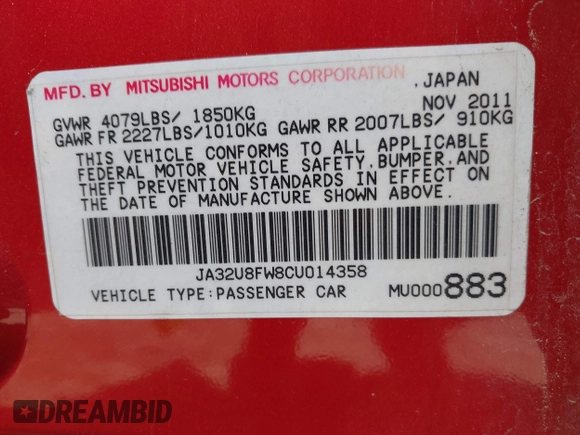 MFD. BY MITSUBISHI MOTORS CORPORATION .JAPAN
NOV 2011
GVWR 4079LBS/ 1850KG
GAWR FR 2227LBS/1010KG GAWR RR 2007LBS/ 910KG
THIS VEHICLE CONFORMS TO ALL APPLICABLE
FEDERAL MOTOR VEHICLE SAFETY, BUMPER, AND
THEFT PREVENTION STANDARDS IN EFFECT ON
THE DATE OF MANUFACTURE SHOWN ABOVE.
JA32U8FW8CU014358
VEHICLE TYPE:PASSENGER CAR MU000883
DREAMBID